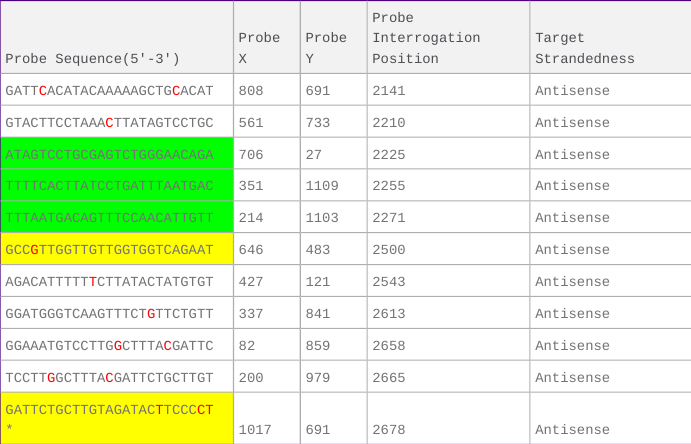 Probe Sequence(5'-3') Probe X Probe Y Probe Interrogation Position Target Strandedness
GATTCACATACAAAAAGCTGCACAT 808 691 2141 Antisense
GTACTTCCTAAACTTATAGTCCTGC 561 733 2210 Antisense
ATAGTCCTGCGAGTCTGGGAACAGA 706 27 2225 Antisense
TTTTCACTTATCCTGATTTAATGAC 351 1109 2255 Antisense
TTTAATGACAGTTTCCAACATTGTT 214 1103 2271 Antisense
GCCGTTGGTTGTTGGTGGTCAGAAT 646 483 2500 Antisense
AGACATTTTTTCTTATACTATGTGT 427 121 2543 Antisense
GGATGGGTCAAGTTTCTGTTCTGTT 337 841 2613 Antisense
GGAAATGTCCTTGGCTTTACGATTC 82 859 2658 Antisense
TCCTTGGCTTTACGATTCTGCTTGT 200 979 2665 Antisense
GATTCTGCTTGTAGATACTTCCCCT
* 1017 691 2678 Antisense